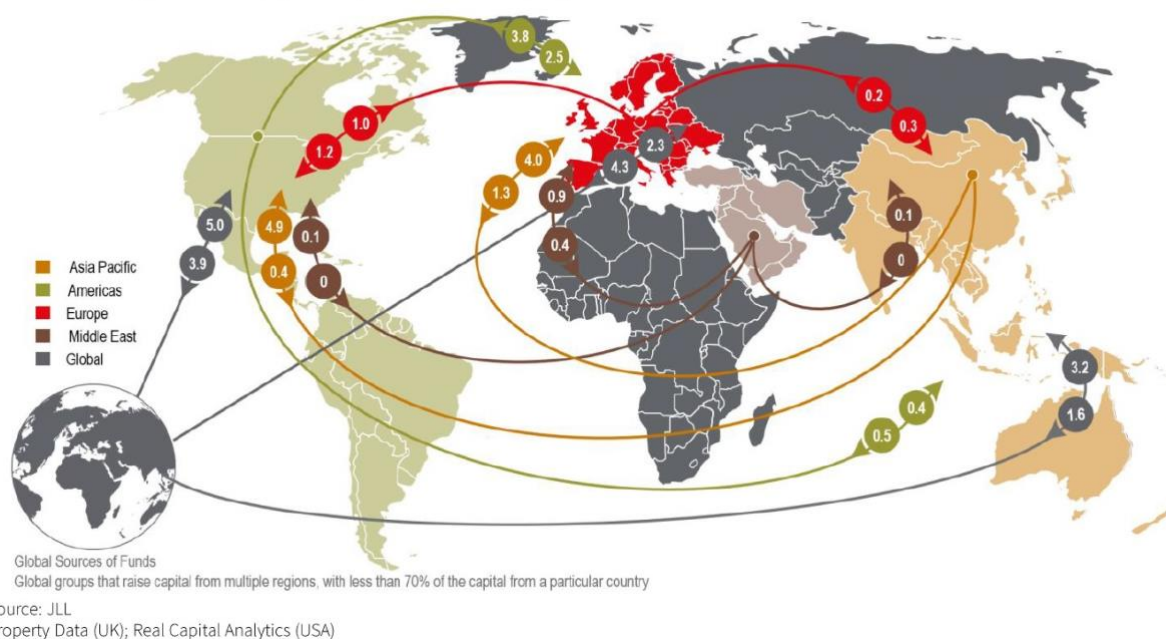 3.8
2.5
0.2
0.3
1.0
1.2
2.3
4.3
4.0
1.3
0.9
0.4
0.1
0
5.0
3.9
4.9
0.4
0.1
0
Asia Pacific
Americas
Europe
Middle East
Global
3.2
1.6
0.4
0.5
Global Sources of Funds
Global groups that raise capital from multiple regions, with less than 70% of the capital from a particular country
ource: JLL
roperty Data (UK); Real Capital Analytics (USA)